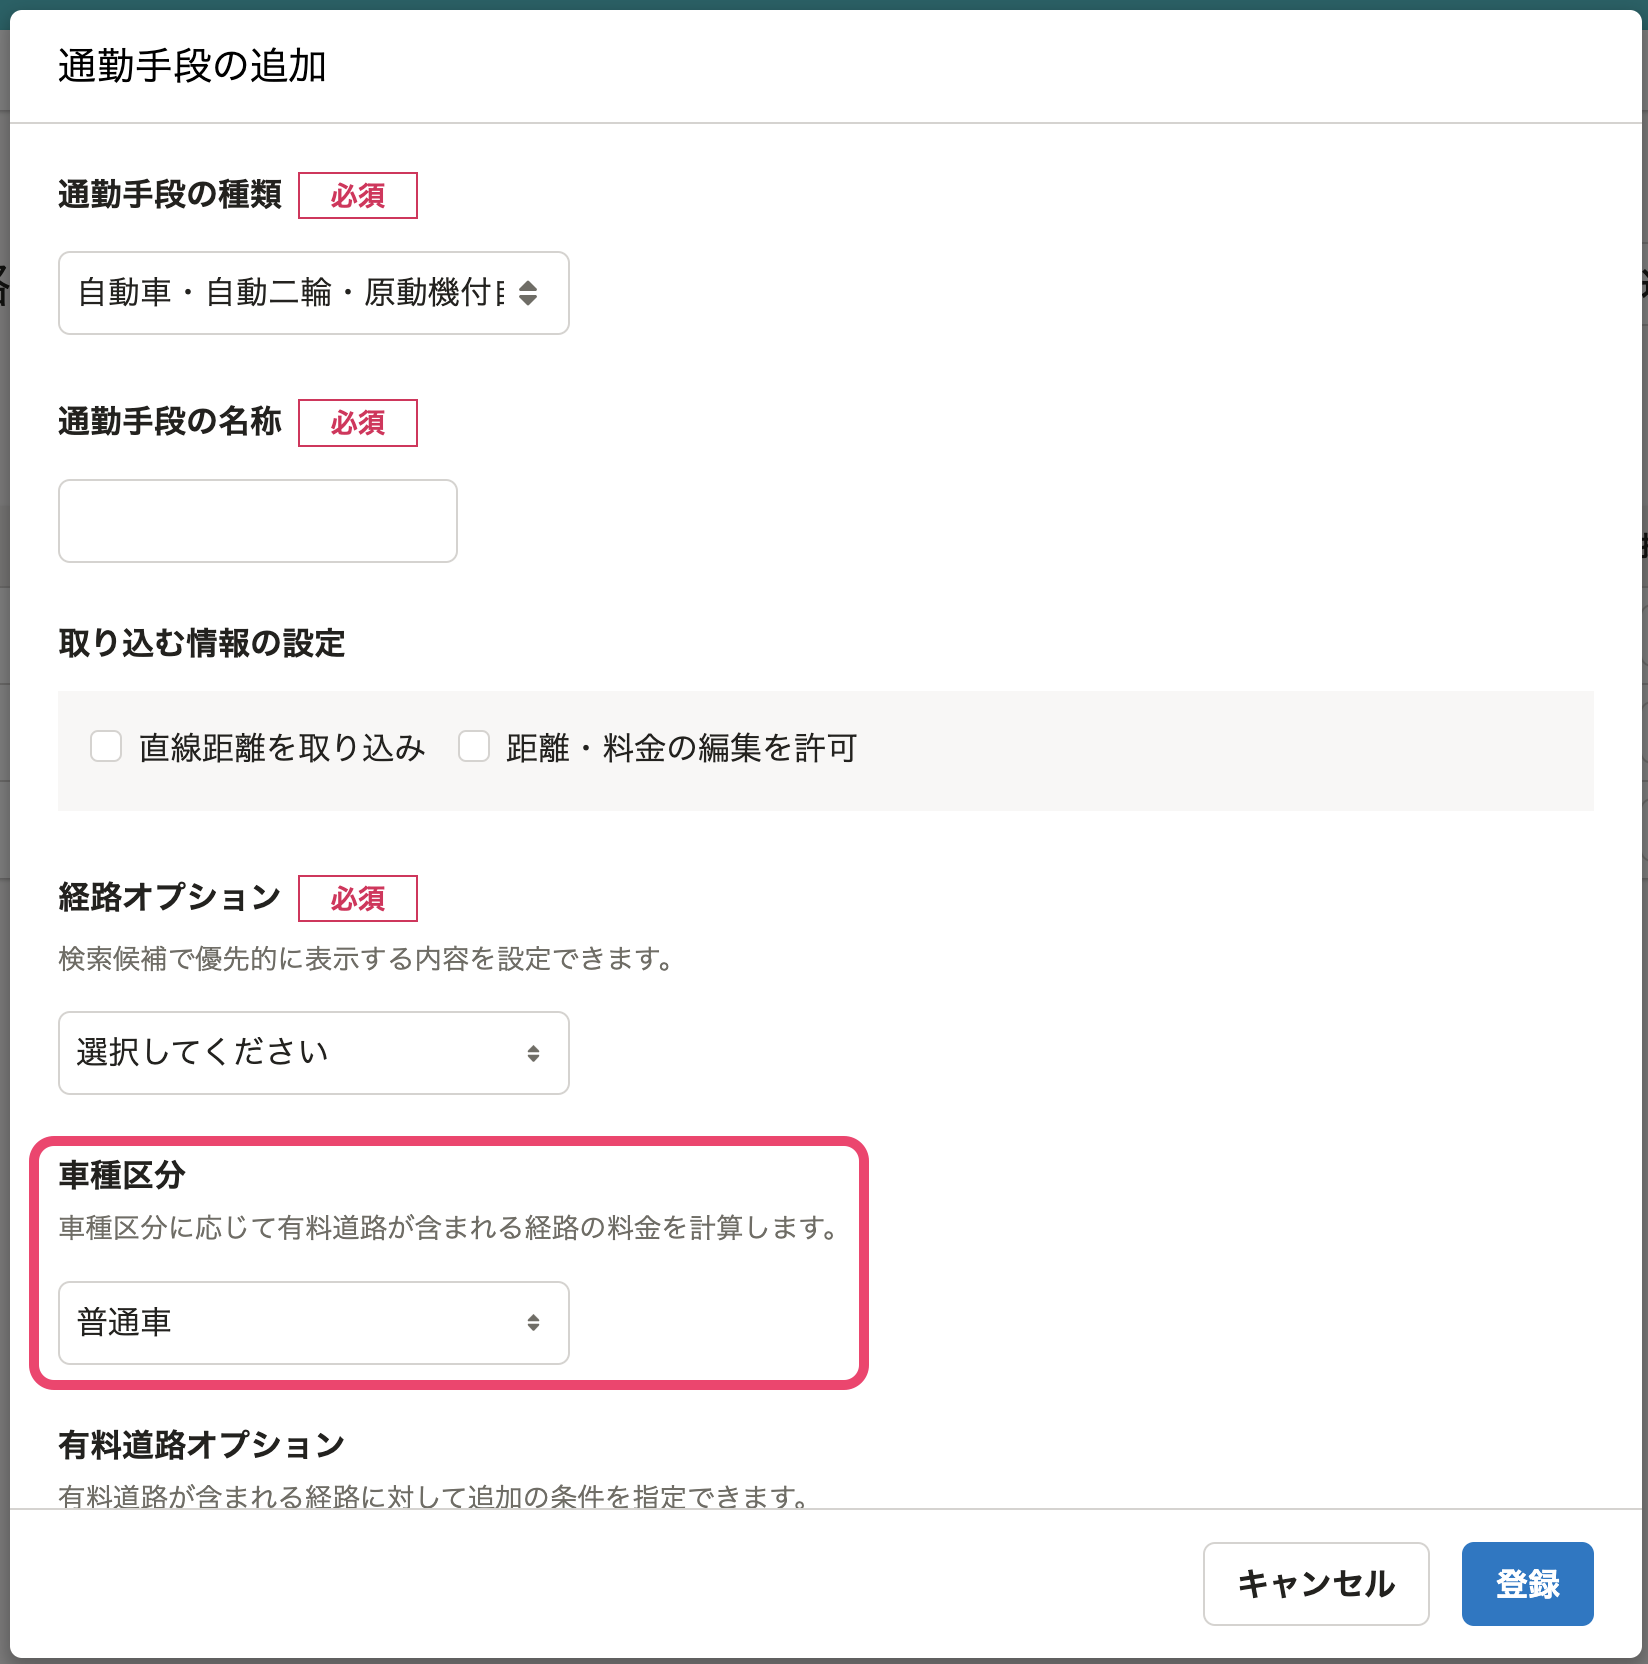 通勤手段の追加
通勤手段の種類 必須
自動車・自動二輪・原動機付
通勤手段の名称 必須
取り込む情報の設定
直線距離を取り込み 距離・料金の編集を許可
経路オプション 必須
検索候補で優先的に表示する内容を設定できます。
選択してください
車種区分
車種区分に応じて有料道路が含まれる経路の料金を計算します。
普通車
有料道路オプション
有料道路が含まれる経路に対して追加の条件を指定できます。
キャンセル 登録